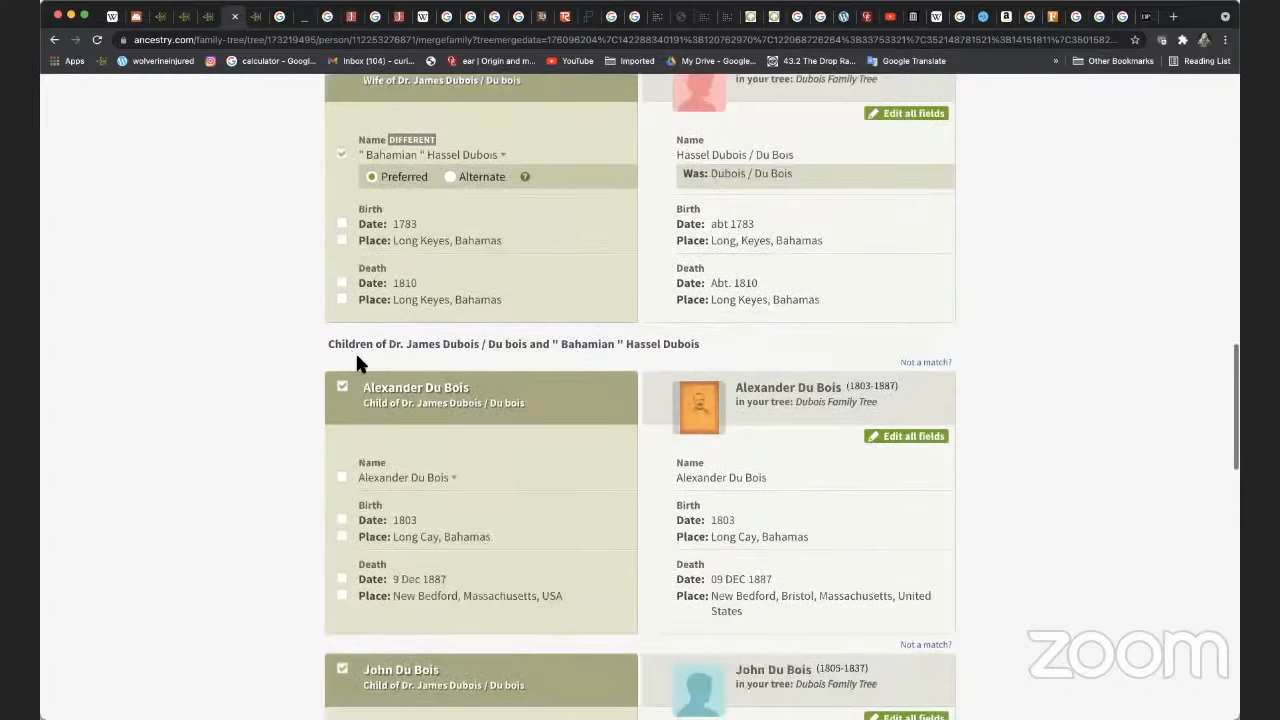 ancestry.com/family-tree/tree/173219495/person/112253276871/mergefamily?treemergedata=176096204%7C142288340191%3B120762970%7C122068726264%3B33753321%7C352148781521%3B14151811%7C3501582...
Apps
wolverineinjured
calculator - Googl...
Inbox (104) - curi...
ear | Origin and m...
YouTube
Imported
My Drive - Google...
43.2 The Drop Ra...
Google Translate
»
Other Bookmarks
Reading List
Wife of Dr. James Dubois / Du bois
in your tree: Dubois Family Tree
Edit all fields
Name DIFFERENT
" Bahamian " Hassel Dubois
Preferred Alternate ?
Birth
Date: 1783
Place: Long Keyes, Bahamas
Death
Date: 1810
Place: Long Keyes, Bahamas
Name
Hassel Dubois / Du Bois
Was: Dubois / Du Bois
Birth
Date: abt 1783
Place: Long, Keyes, Bahamas
Death
Date: Abt. 1810
Place: Long Keyes, Bahamas
Children of Dr. James Dubois / Du bois and " Bahamian " Hassel Dubois
Not a match?
Alexander Du Bois
Child of Dr. James Dubois / Du bois
Alexander Du Bois (1803-1887)
in your tree: Dubois Family Tree
Edit all fields
Name
Alexander Du Bois
Birth
Date: 1803
Place: Long Cay, Bahamas
Death
Date: 9 Dec 1887
Place: New Bedford, Massachusetts, USA
Name
Alexander Du Bois
Birth
Date: 1803
Place: Long Cay, Bahamas
Death
Date: 09 DEC 1887
Place: New Bedford, Bristol, Massachusetts, United
States
Not a match?
John Du Bois
Child of Dr. James Dubois / Du bois
John Du Bois (1805-1837)
in your tree: Dubois Family Tree
Edit all fields
zoom